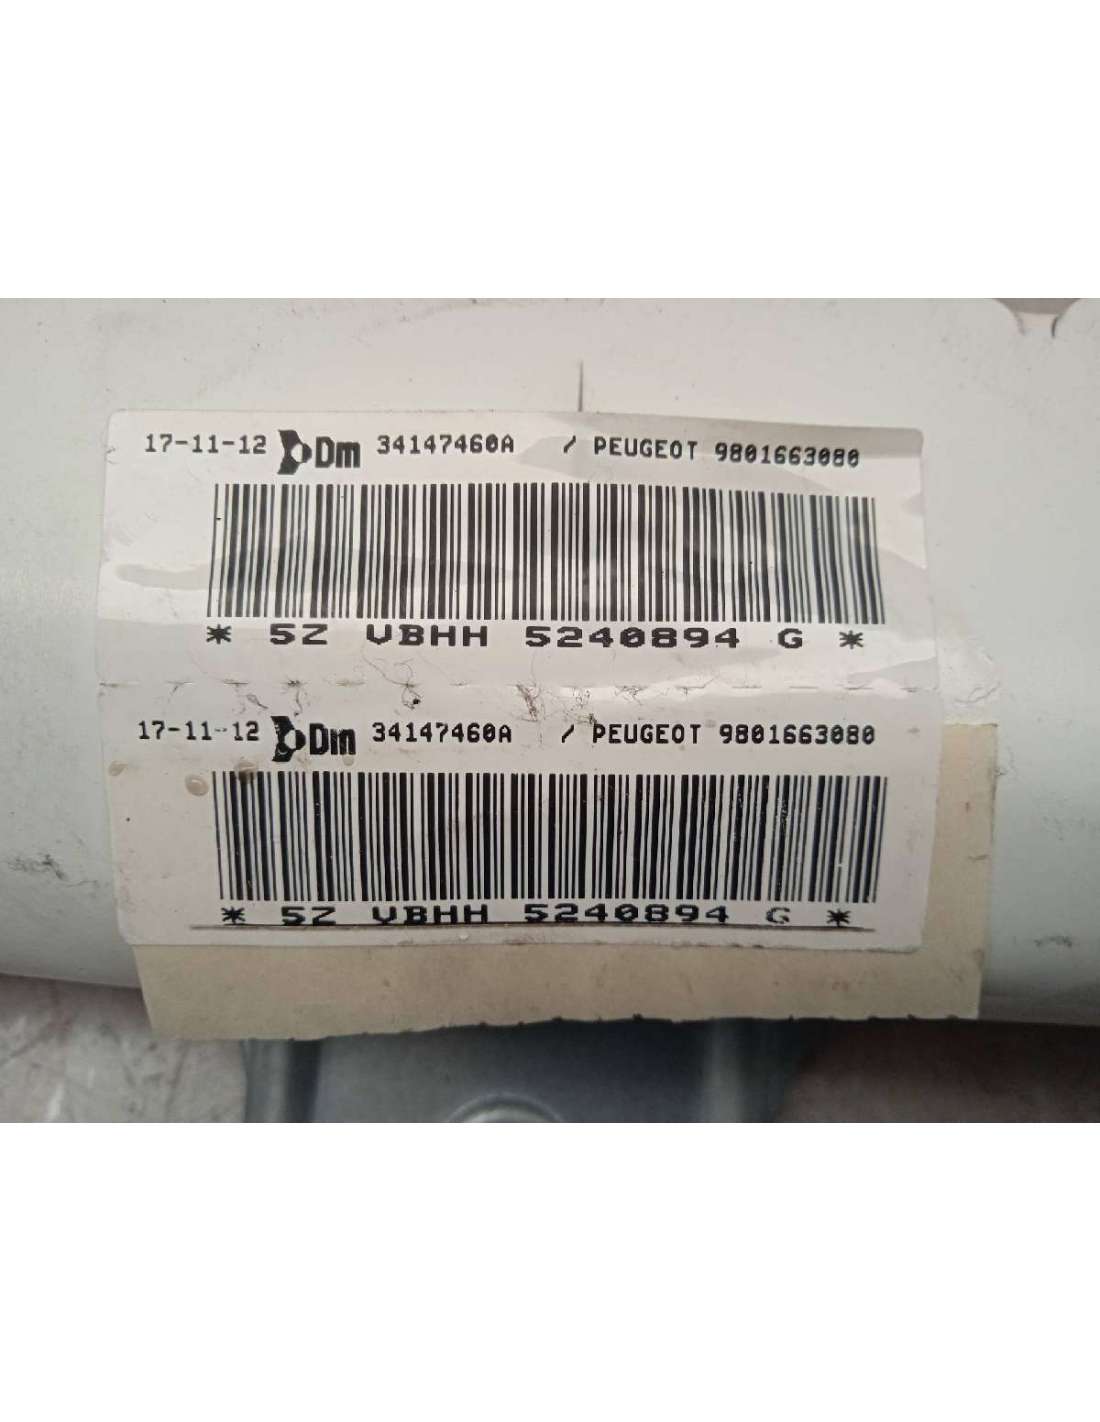 17-11-12 Dm 34147460A / PEUGEOT 9801663080
* 5Z VBHH 5240894 G *
17-11-12 Dm 34147460A / PEUGEOT 9801663080
* 5Z VBHH 5240894 G *